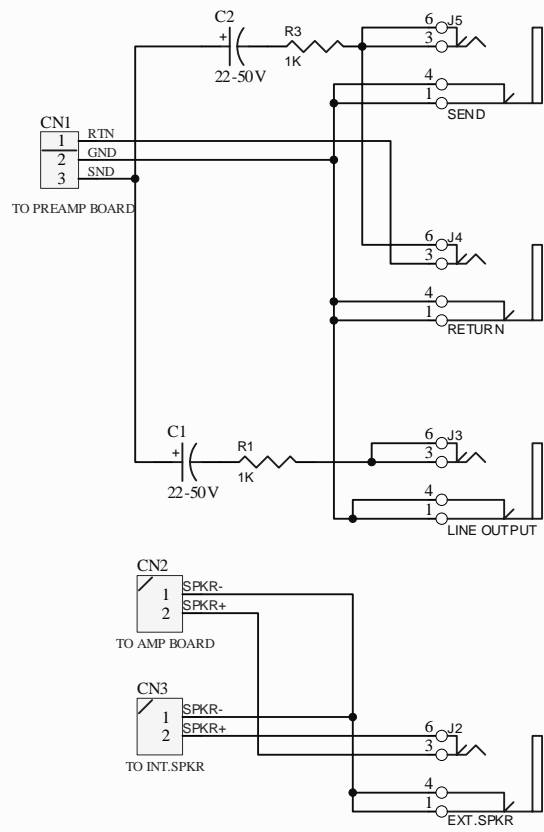 C2
+
22-50V
R3
1K
6 J5
3
4
1
SEND
CN1
1 RTN
2 GND
3 SND
TO PREAMP BOARD
6 J4
3
4
1
RETURN
C1
+
22-50V
R1
1K
6 J3
3
4
1
LINE OUTPUT
CN2
1 SPKR-
2 SPKR+
TO AMP BOARD
CN3
1 SPKR-
2 SPKR+
TO INT.SPKR
6 J2
3
4
1
EXT.SPKR